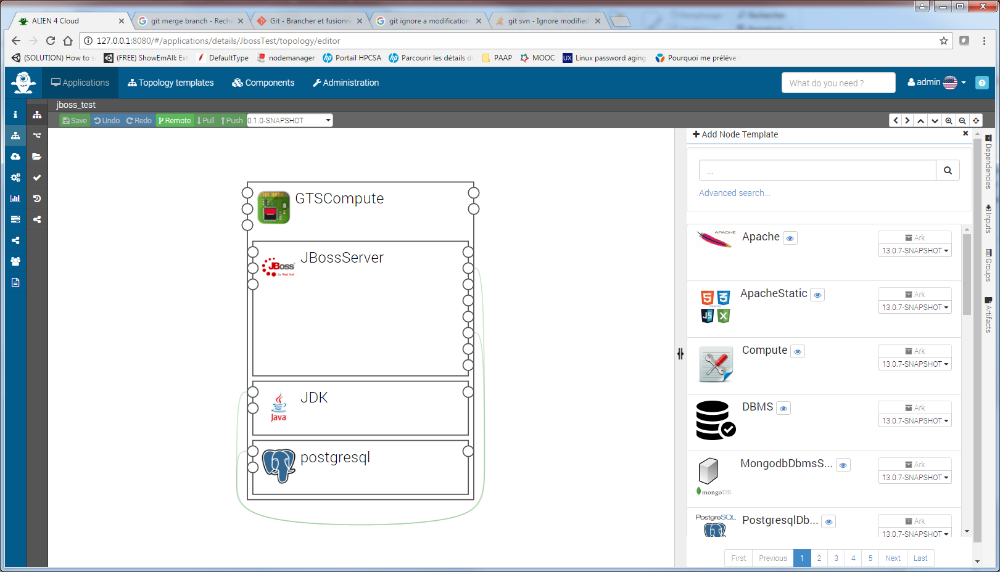 ALIEN 4 Cloud
git merge branch - Reche
Git - Brancher et fusionn
git ignore a modification
git svn - Ignore modified
127.0.0.1:8080/#/applications/details/JbossTest/topology/editor
(SOLUTION) How to s
(FREE) ShowEmAll: Ext
DefaultType
nodemanager
Portail HPCSA
Parcourir les détails d
PAAP
MOOC
UX Linux password aging
Pourquoi me prélève
Applications
Topology templates
Components
Administration
What do you need ?
admin
jboss_test
Save
Undo
Redo
Remote
Pull
Push
0.1.0-SNAPSHOT
Add Node Template
...
Advanced search...
GTSCompute
JBoss
by Red Hat
JBossServer
Java
JDK
postgresql
APACHE
Apache
Ark
13.0.7-SNAPSHOT
5 3
JS X
ApacheStatic
Ark
13.0.7-SNAPSHOT
Compute
Ark
13.0.7-SNAPSHOT
DBMS
Ark
13.0.7-SNAPSHOT
mongoDB
MongodbDbmsS...
Ark
13.0.7-SNAPSHOT
PostgreSQL
PostgresqlDb...
Ark
13.0.7-SNAPSHOT
First
Previous
1
2
3
4
5
Next
Last
Dependencies
Inputs
Groups
Artifacts